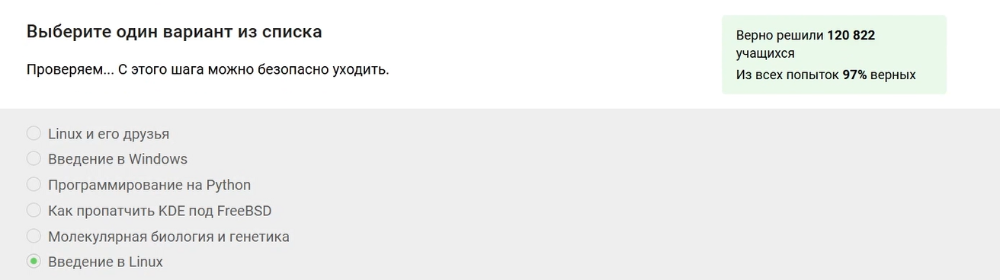 Выберите один вариант из списка
Проверяем... С этого шага можно безопасно уходить.
Верно решили 120 822
учащихся
Из всех попыток 97% верных
Linux и его друзья
Введение в Windows
Программирование на Python
Как пропатчить KDE под FreeBSD
Молекулярная биология и генетика
Введение в Linux